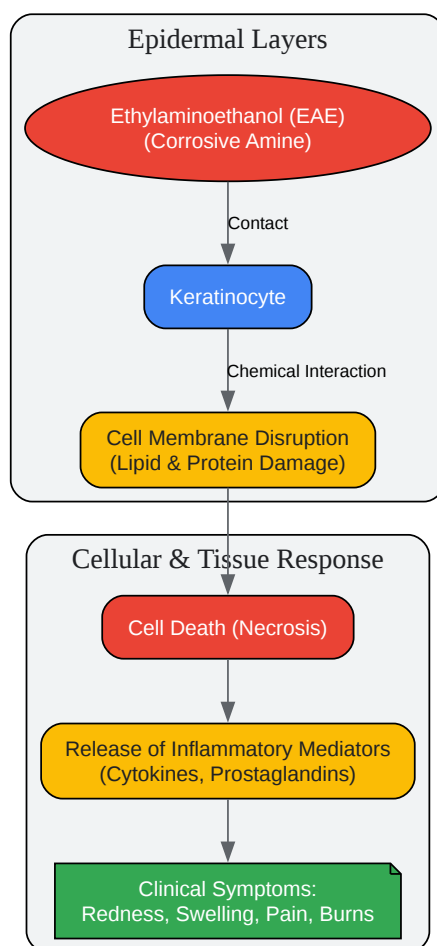 Epidermal Layers
Ethylaminoethanol (EAE)
(Corrosive Amine)
Contact
Keratinocyte
Chemical Interaction
Cell Membrane Disruption
(Lipid & Protein Damage)
Cellular & Tissue Response
Cell Death (Necrosis)
Release of Inflammatory Mediators
(Cytokines, Prostaglandins)
Clinical Symptoms:
Redness, Swelling, Pain, Burns